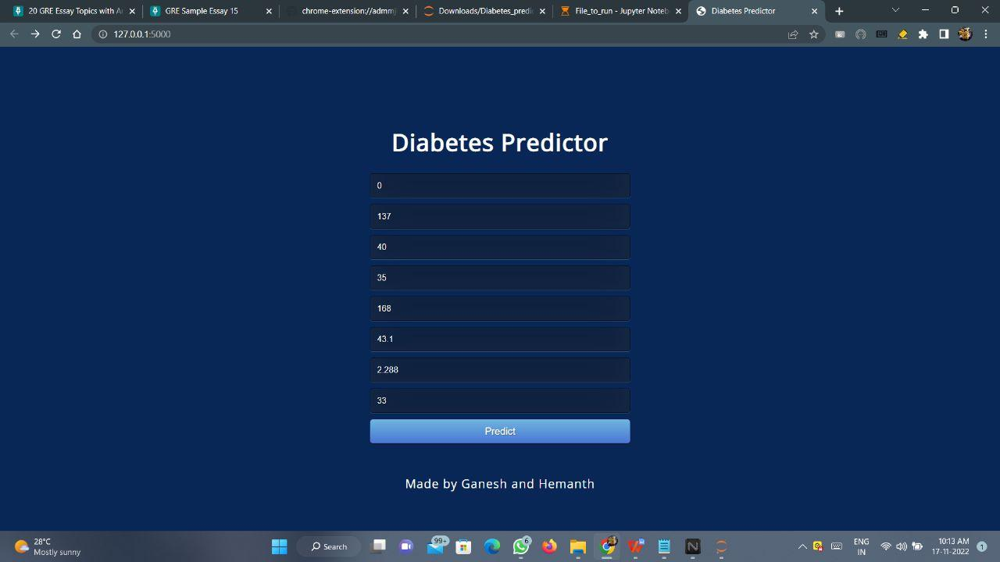 20 GRE Essay Topics with A
GRE Sample Essay 15
chrome-extension://admmj
Downloads/Diabetes_predic
File_to_run - Jupyter Noteb
Diabetes Predictor
127.0.0.1:5000
Diabetes Predictor
0
137
40
35
168
43.1
2.288
33
Predict
Made by Ganesh and Hemanth
28°C
Mostly sunny
Search
99+
6
N
ENG
IN
10:13 AM
17-11-2022
1